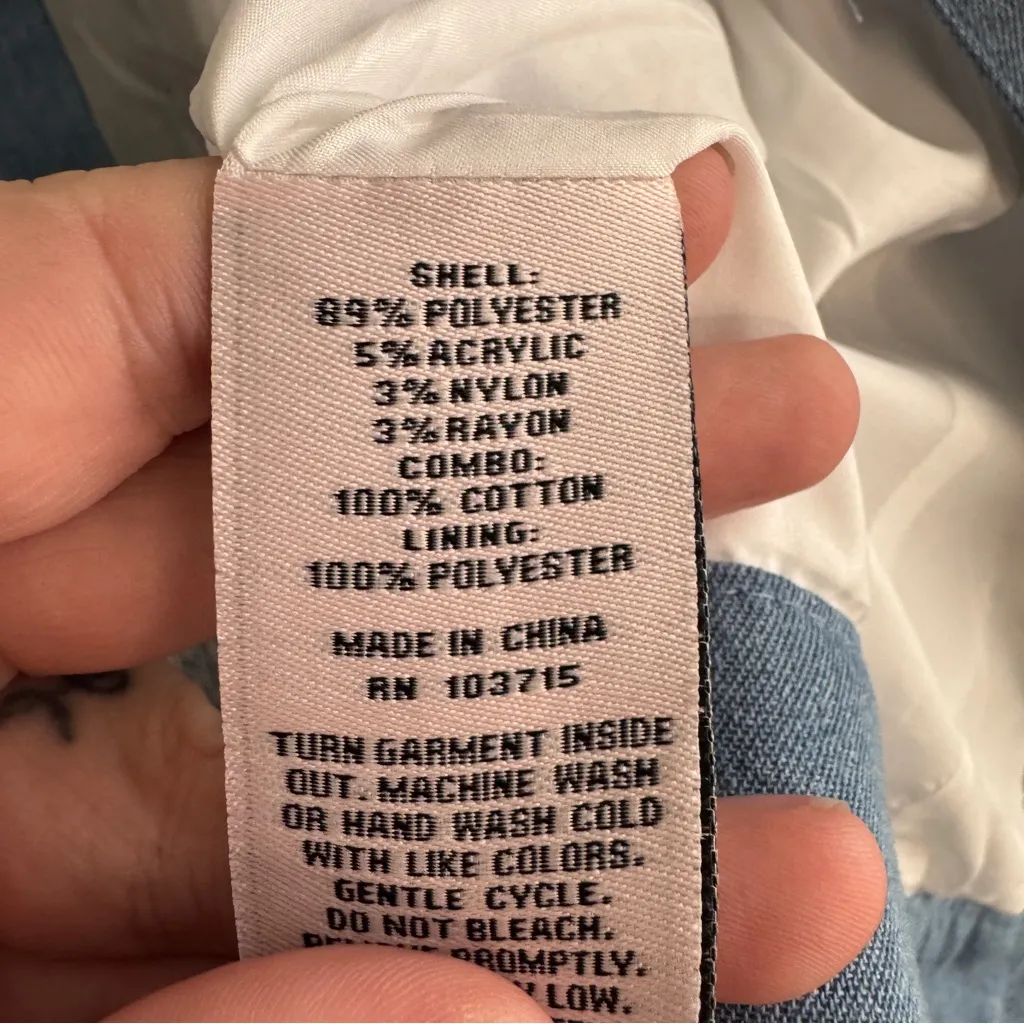 SHELL:
89% POLYESTER
5% ACRYLIC
3% NYLON
3% RAYON
COMBO:
100% COTTON
LINING:
100% POLYESTER
MADE IN CHINA
RN 103715
TURN GARMENT INSIDE
OUT. MACHINE WASH
OR HAND WASH COLD
WITH LIKE COLORS.
GENTLE CYCLE.
DO NOT BLEACH.
PROMPTLY.
LOW.